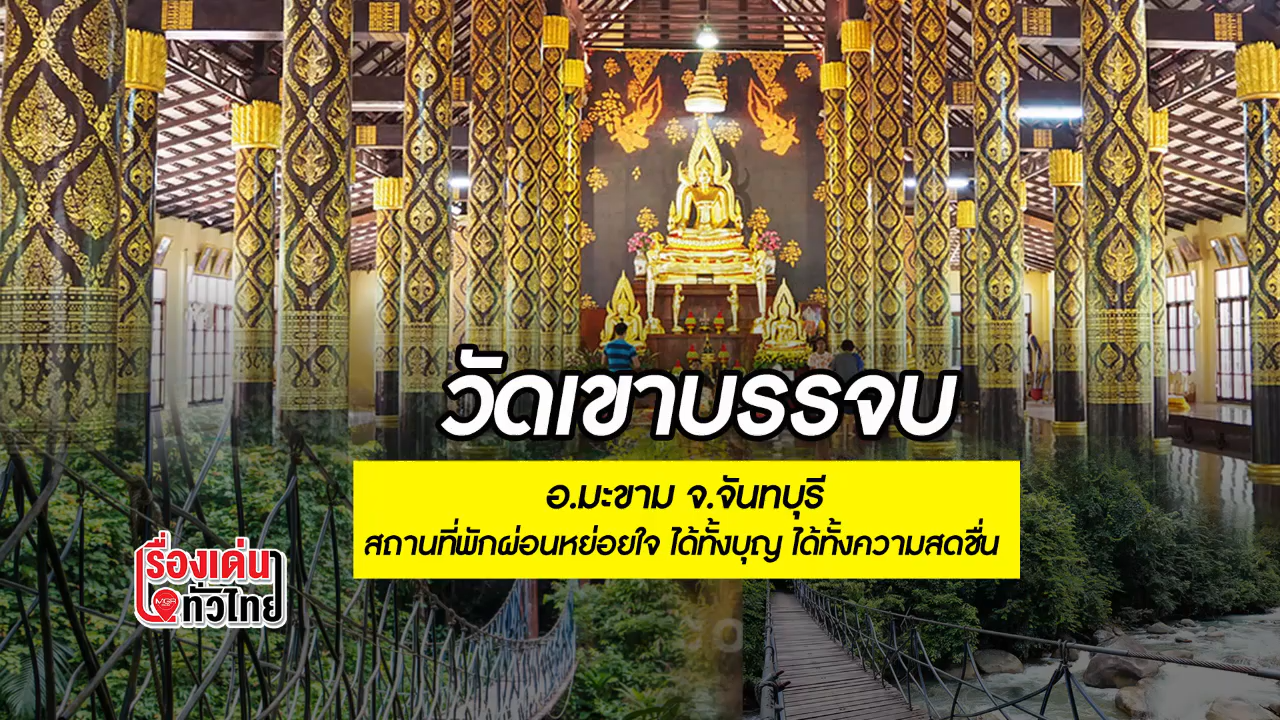 วัดเขาบรรจบ
อ.มะขาม จ.จันทบุรี
สถานที่พักผ่อนหย่อยใจ ได้ทั้งบุญ ได้ทั้งความสดชื่น
เรื่องเด่น
MGR
ทั่วไทย